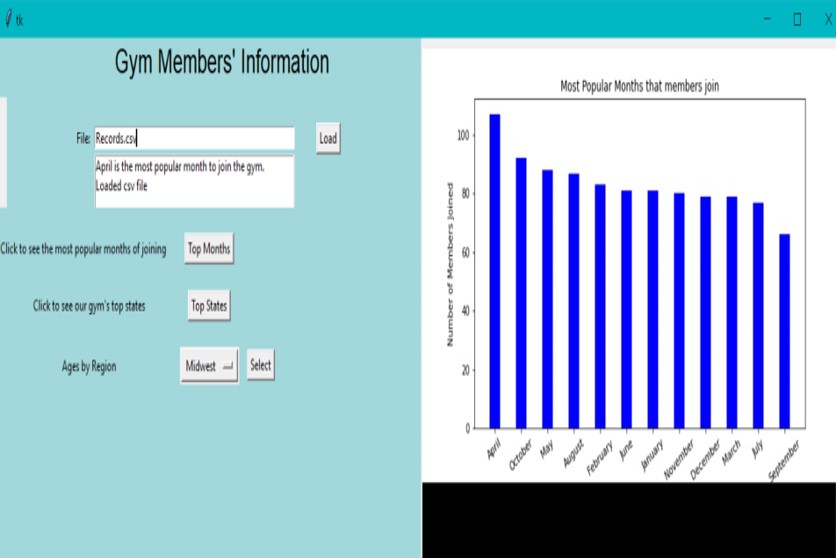 tk
Gym Members' Information
File: Records.csv
Load
April is the most popular month to join the gym.
Loaded csv file
Click to see the most popular months of joining
Top Months
Click to see our gym's top states
Top States
Ages by Region
Midwest
Select
Most Popular Months that members join
Number of Members Joined
100
80
60
40
20
0
April
October
May
August
February
June
January
November
December
March
July
September